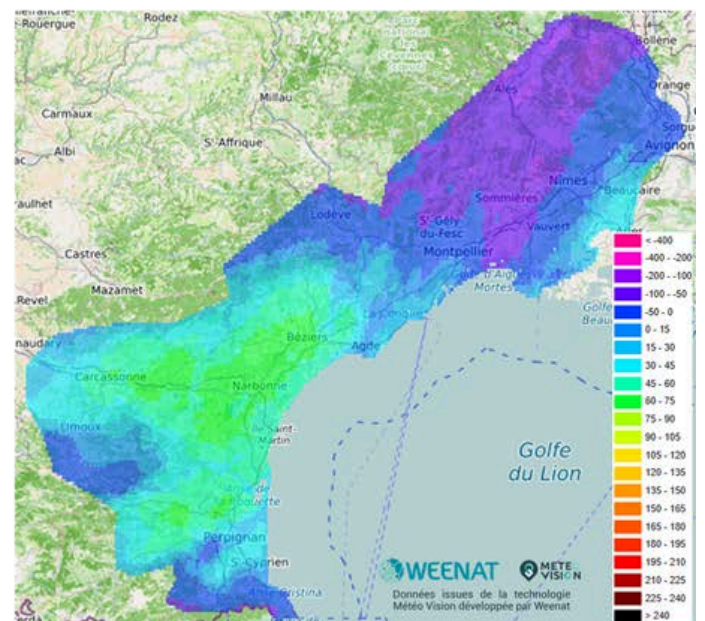 Rodez
e-Rouergue
Bollène
Orange
Alès
Millau
Carmaux
Sorgue
Albi
St-Affrique
Avignon
Nîmes
Beaucaire
Sommières
Lodève
St-Gély-
du-Fesc
Vauvert
Montpellier
Castres
Mortes
Mazamet
Revel
Béziers
Agde
Carcassonne
Narbonne
Limoux
Martin
Golfe
du Lion
Perpignan
< -400
-400 - -200
-200 - -100
-100 - -50
-50 - 0
0 - 15
15 - 30
30 - 45
45 - 60
60 - 75
75 - 90
90 - 105
105 - 120
120 - 135
135 - 150
150 - 165
165 - 180
180 - 195
195 - 210
210 - 225
225 - 240
> 240
WEENAT
METEO
VISION
Données issues de la technologie
Météo Vision développée par Weenat